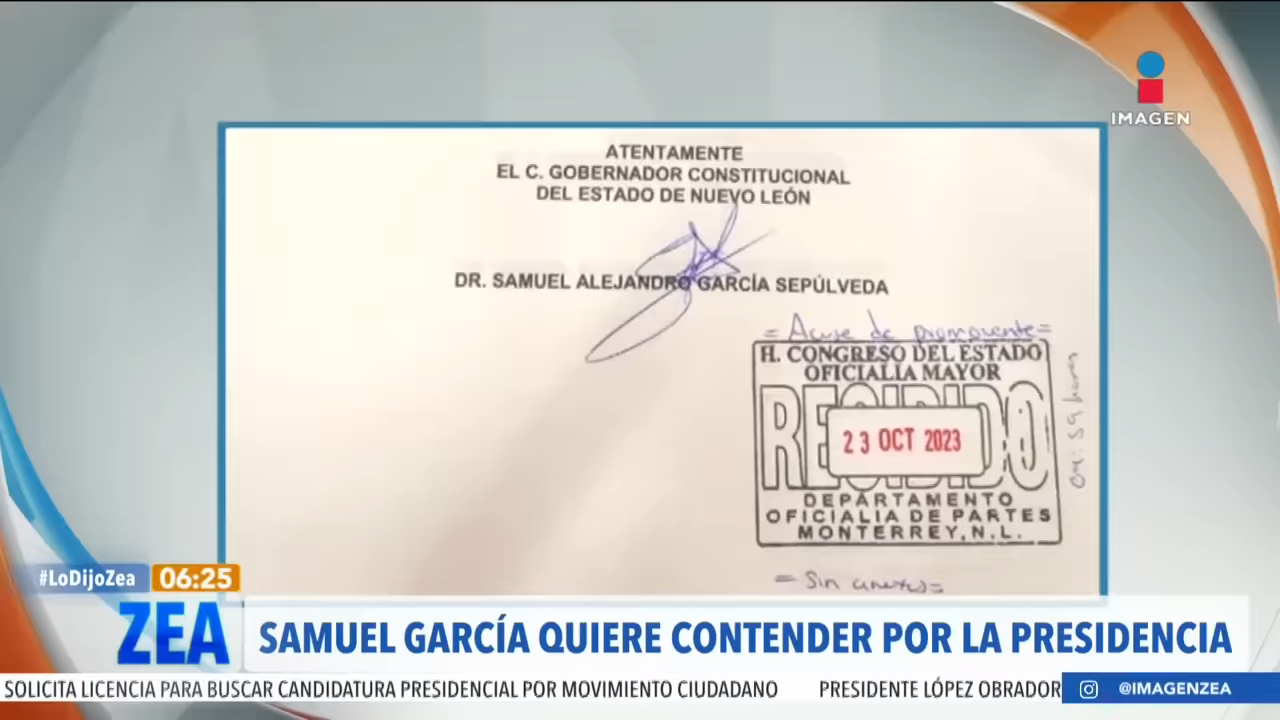 IMAGEN
ATENTAMENTE
EL C. GOBERNADOR CONSTITUCIONAL
DEL ESTADO DE NUEVO LEÓN
DR. SAMUEL ALEJANDRO GARCÍA SEPÚLVEDA
= Acuse de promovente =
H. CONGRESO DEL ESTADO
OFICIALIA MAYOR
RECIBIDO
23 OCT 2023
DEPARTAMENTO
OFICIALIA DE PARTES
MONTERREY, N.L.
59 horas
= Sin anexos =
#LoDijoZea 06:25
ZEA
SAMUEL GARCÍA QUIERE CONTENDER POR LA PRESIDENCIA
SOLICITA LICENCIA PARA BUSCAR CANDIDATURA PRESIDENCIAL POR MOVIMIENTO CIUDADANO PRESIDENTE LÓPEZ OBRADOR
@IMAGENZEA